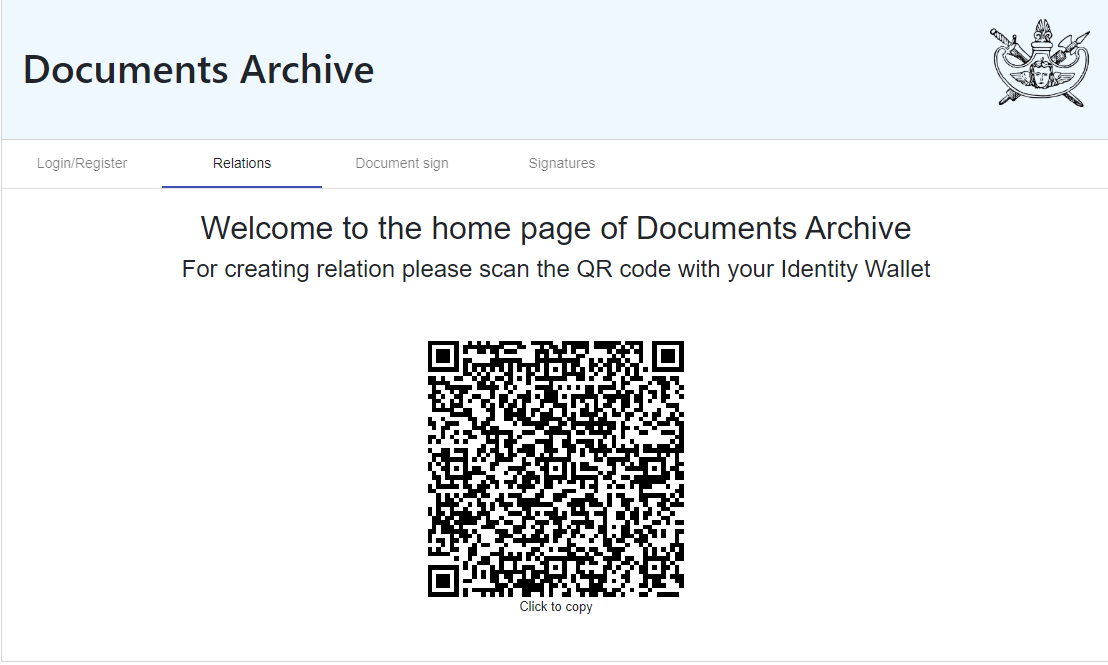 Documents Archive
Login/Register Relations Document sign Signatures
Welcome to the home page of Documents Archive
For creating relation please scan the QR code with your Identity Wallet
Click to copy